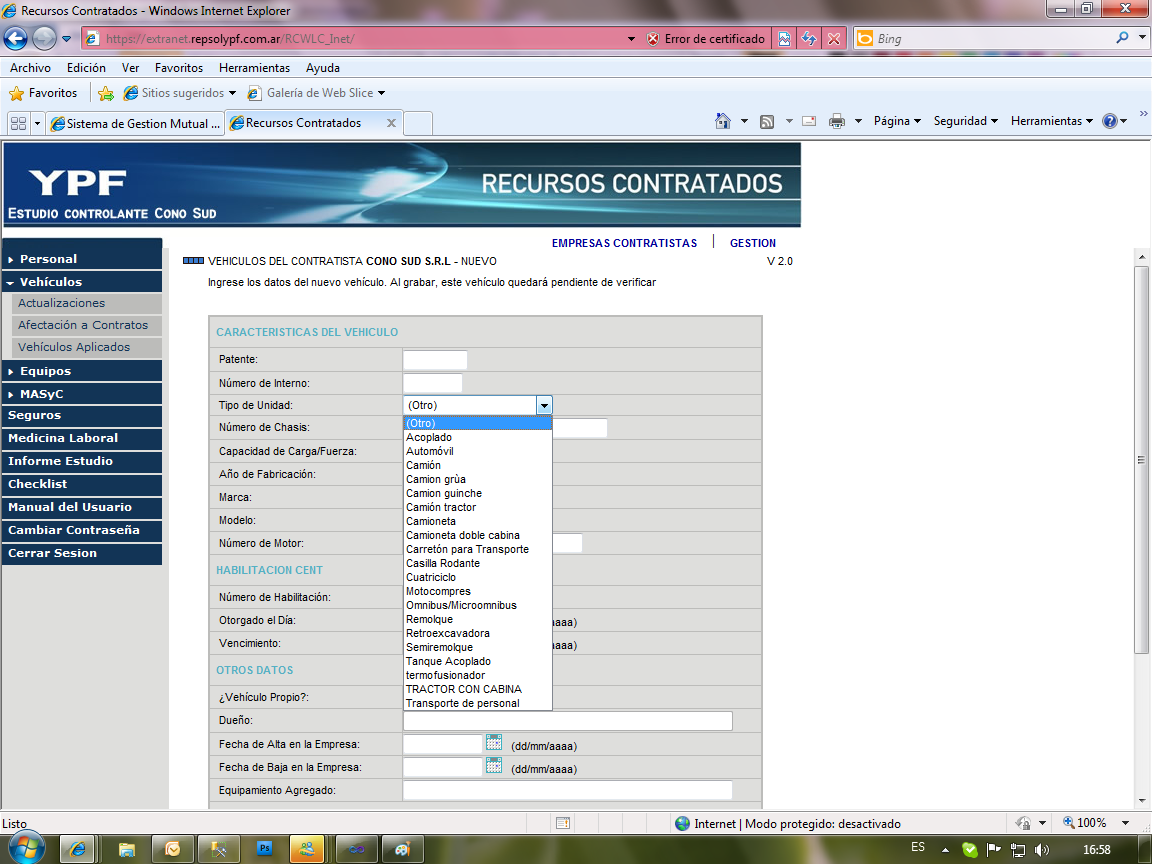 Recursos Contratados - Windows Internet Explorer
https://extranet.repsolypf.com.ar/RCWLC_Inet/
Error de certificado
Bing
Archivo Edición Ver Favoritos Herramientas Ayuda
Favoritos Sitios sugeridos Galería de Web Slice
Sistema de Gestion Mutual ... Recursos Contratados
Página Seguridad Herramientas
YPF
RECURSOS CONTRATADOS
ESTUDIO CONTROLANTE CONO SUD
EMPRESAS CONTRATISTAS GESTION
Personal
Vehículos
Actualizaciones
Afectación a Contratos
Vehículos Aplicados
Equipos
MASyC
Seguros
Medicina Laboral
Informe Estudio
Checklist
Manual del Usuario
Cambiar Contraseña
Cerrar Sesion
VEHICULOS DEL CONTRATISTA CONO SUD S.R.L - NUEVO
V 2.0
Ingrese los datos del nuevo vehículo. Al grabar, este vehículo quedará pendiente de verificar
CARACTERISTICAS DEL VEHICULO
Patente:
Número de Interno:
Tipo de Unidad: (Otro)
Número de Chasis:
Capacidad de Carga/Fuerza:
Año de Fabricación:
Marca:
Modelo:
Número de Motor:
(Otro)
Acoplado
Automóvil
Camión
Camion grùa
Camion guinche
Camión tractor
Camioneta
Camioneta doble cabina
Carretón para Transporte
Casilla Rodante
Cuatriciclo
Motocompres
Omnibus/Microomnibus
Remolque
Retroexcavadora
Semiremolque
Tanque Acoplado
termofusionador
TRACTOR CON CABINA
Transporte de personal
HABILITACION CENT
Número de Habilitación:
Otorgado el Día: aaa)
Vencimiento: aaa)
OTROS DATOS
¿Vehículo Propio?:
Dueño:
Fecha de Alta en la Empresa: (dd/mm/aaaa)
Fecha de Baja en la Empresa: (dd/mm/aaaa)
Equipamiento Agregado:
Listo
Internet | Modo protegido: desactivado
100%
Ps
ES
16:58